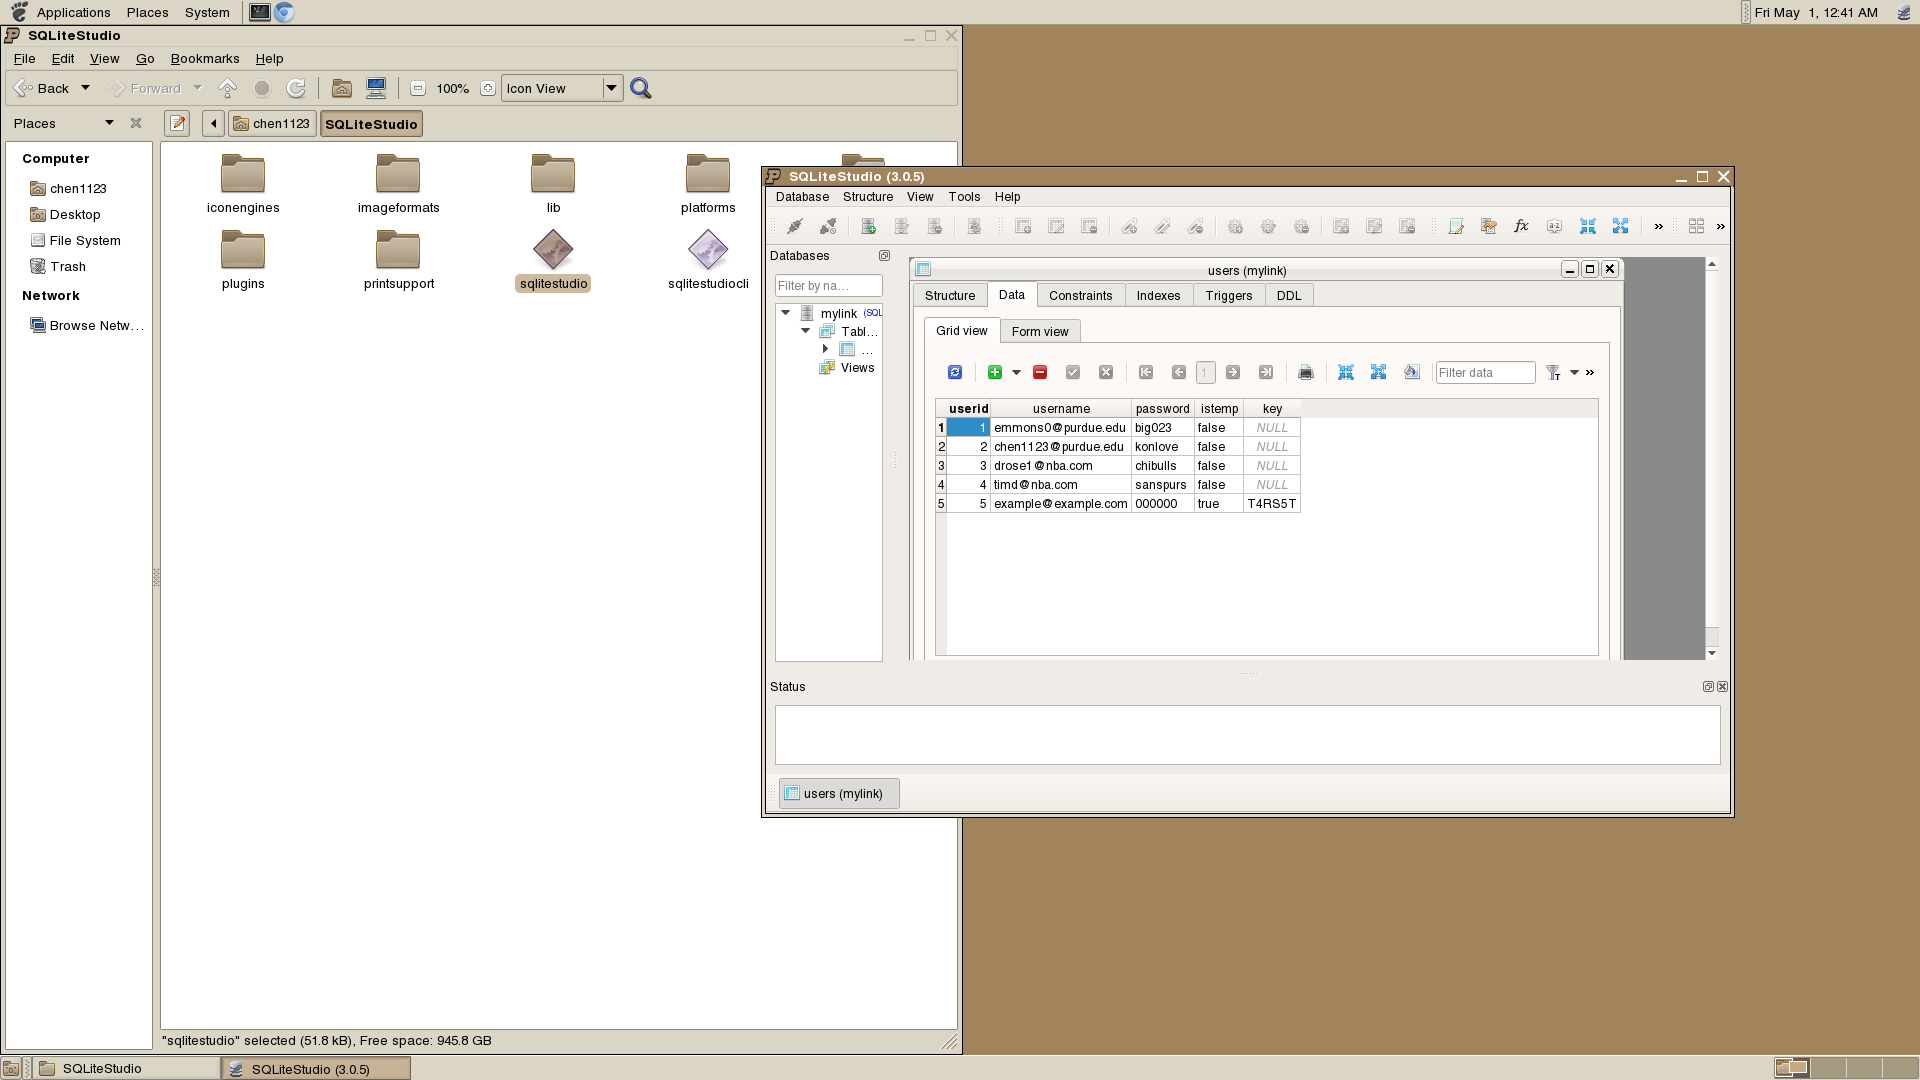 Applications Places System
Fri May 1, 12:41 AM
SQLiteStudio
File Edit View Go Bookmarks Help
Back Forward 100% Icon View
Places chen1123 SQLiteStudio
Computer
chen1123
Desktop
File System
Trash
Network
Browse Netw...
iconengines imageformats lib platforms
plugins printsupport sqlitestudio sqlitestudiocli
"sqlitestudio" selected (51.8 kB), Free space: 945.8 GB
SQLiteStudio (3.0.5)
Database Structure View Tools Help
Databases
Filter by na...
mylink (SQL
Tabl...
...
Views
users (mylink)
Structure Data Constraints Indexes Triggers DDL
Grid view Form view
1 Filter data
userid username password istemp key
1 1 emmons0@purdue.edu big023 false NULL
2 2 chen1123@purdue.edu konlove false NULL
3 3 drose1@nba.com chibulls false NULL
4 4 timd@nba.com sanspurs false NULL
5 5 example@example.com 000000 true T4RS5T
Status
users (mylink)
SQLiteStudio SQLiteStudio (3.0.5)